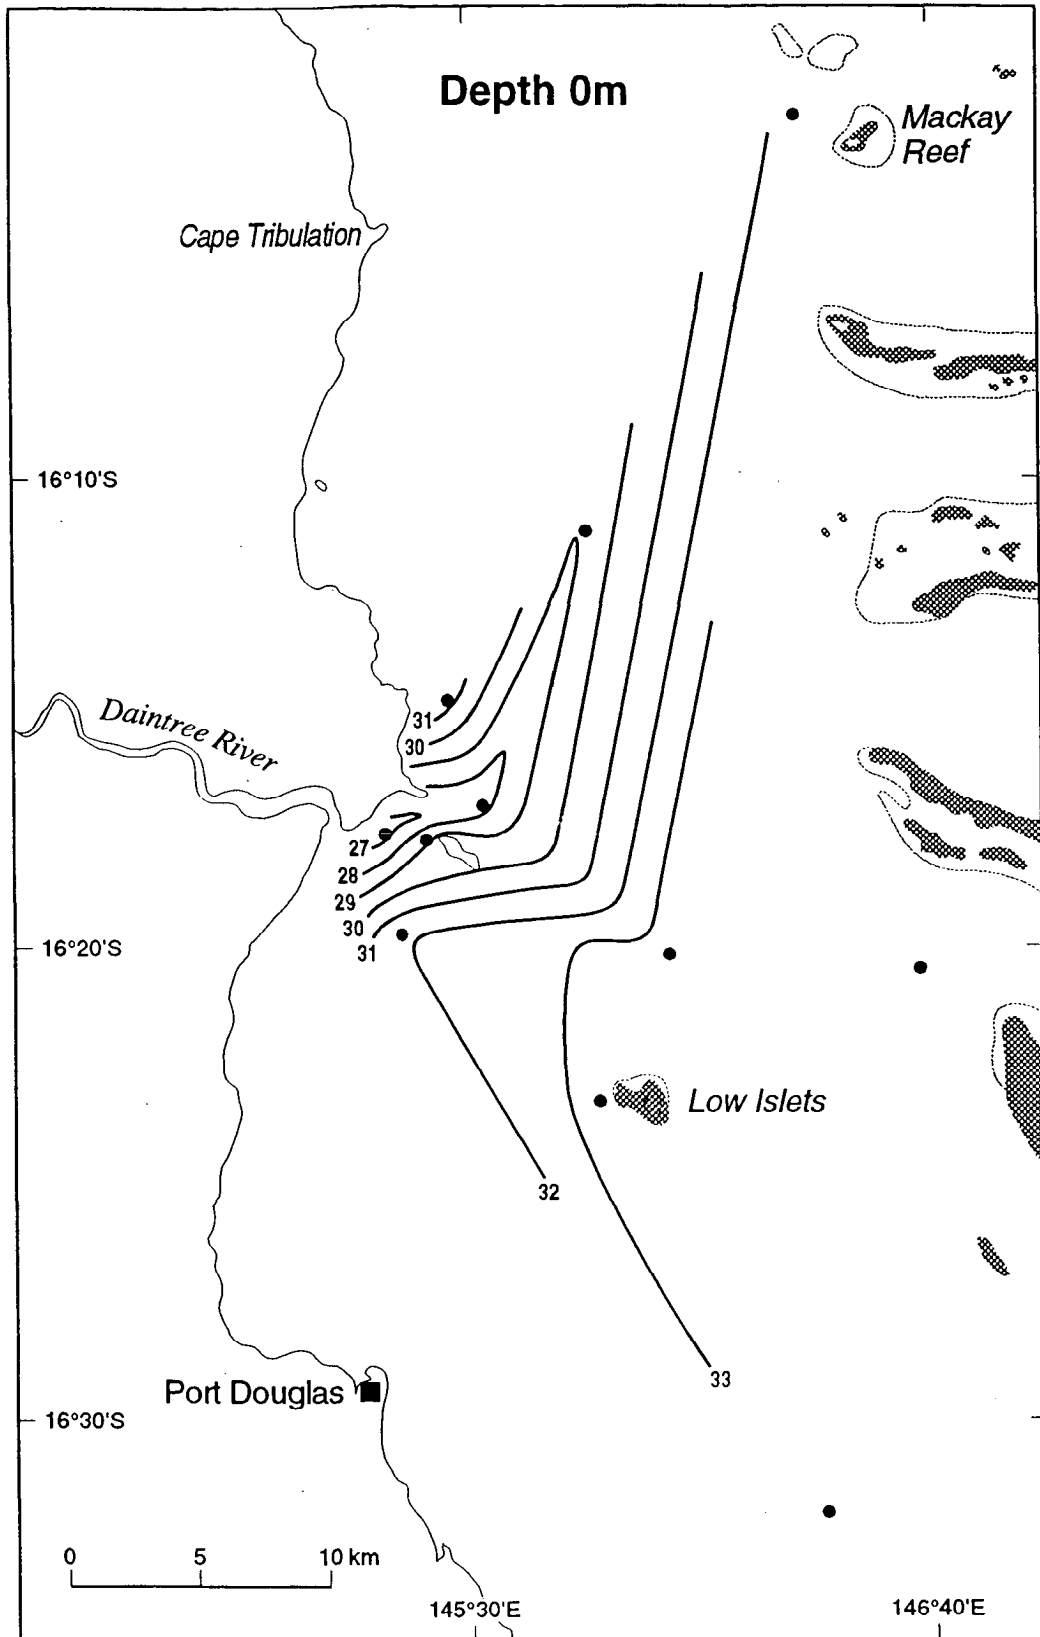 Depth 0m
Mackay
Reef
Cape Tribulation
16°10'S
Daintree River
31
30
27
28
29
30
31
16°20'S
Low Islets
32
33
Port Douglas
16°30'S
0 5 10 km
145°30'E
146°40'E